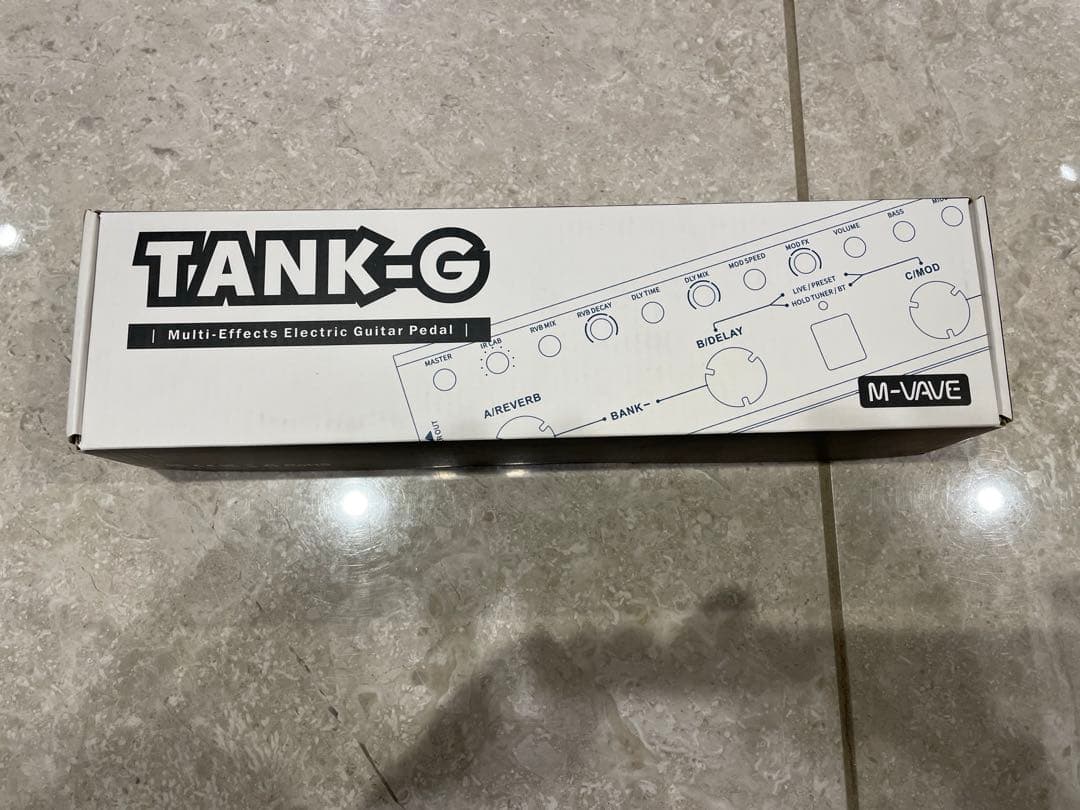 TANK-G
| Multi-Effects Electric Guitar Pedal |
MASTER
IR CAB
RVB MIX
RVB DECAY
DLY TIME
DLY MIX
MOD SPEED
MOD FX
VOLUME
BASS
A/REVERB
BANK-
B/DELAY
LIVE / PRESET
HOLD TUNER / BT
C/MOD
M-VAVE